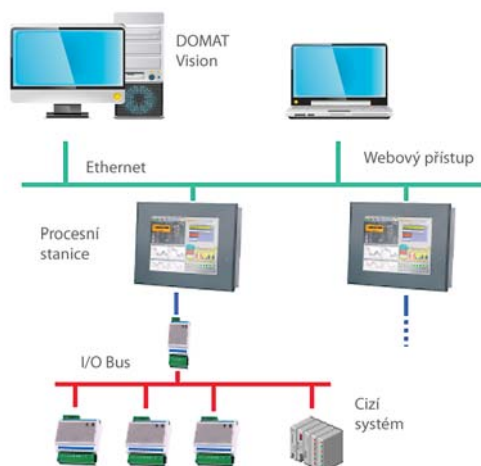 DOMAT
Vision
Ethernet
Webový přístup
Procesní
stanice
I/O Bus
Cizí
systém